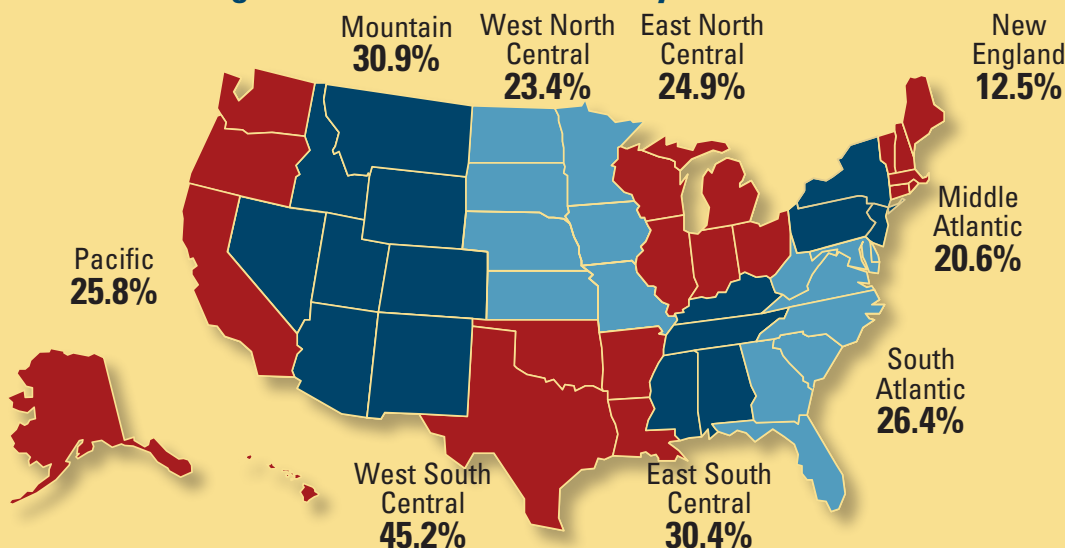 Mountain
30.9%
West North
Central
23.4%
East North
Central
24.9%
New
England
12.5%
Middle
Atlantic
20.6%
Pacific
25.8%
South
Atlantic
26.4%
West South
Central
45.2%
East South
Central
30.4%